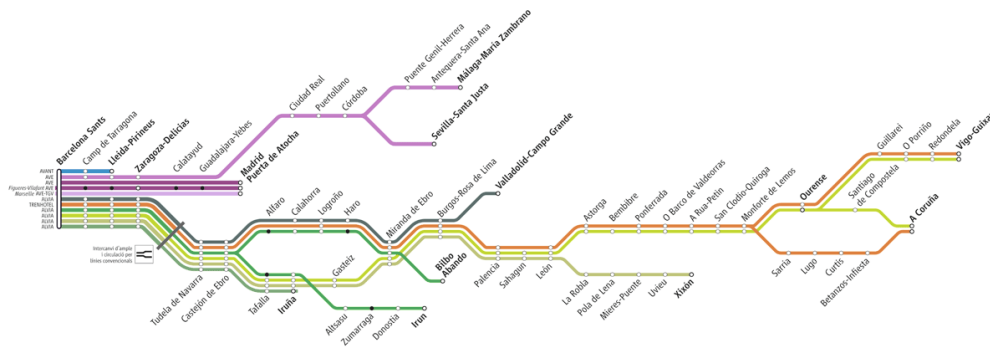 Barcelona Sants
Camp de Tarragona
Lleida-Pirineus
Zaragoza-Delicias
Calatayud
Guadalajara-Yebes
Madrid
Puerta de Atocha
Ciudad Real
Puertollano
Córdoba
Puente Genil-Herrera
Antequera-Santa Ana
Málaga-María Zambrano
Sevilla-Santa Justa
AVANT
AVE
AVE
Figueres-Vilafant AVE
Marseille AVE-TGV
ALVIA
TRENHOTEL
ALVIA
ALVIA
ALVIA
ALVIA
Intercanvi d'ample
i circulació per
línies convencionals
Tudela de Navarra
Castejón de Ebro
Alfaro
Calahorra
Logroño
Haro
Tafalla
Iruña
Gasteiz
Altsasu
Zumarraga
Donostia
Irun
Miranda de Ebro
Bilbo
Abando
Burgos-Rosa de Lima
Valladolid-Campo Grande
Palencia
Sahagun
León
La Robla
Pola de Lena
Mieres-Puente
Uvieu
Xixón
Astorga
Bembibre
Ponferrada
O Barco de Valdeorras
A Rua-Petin
San Clodio-Quiroga
Monforte de Lemos
Ourense
Santiago
de Compostela
Guillarei
O Porriño
Redondela
Vigo-Guixar
Sarria
Lugo
Curtis
Betanzos-Infiesta
A Coruña